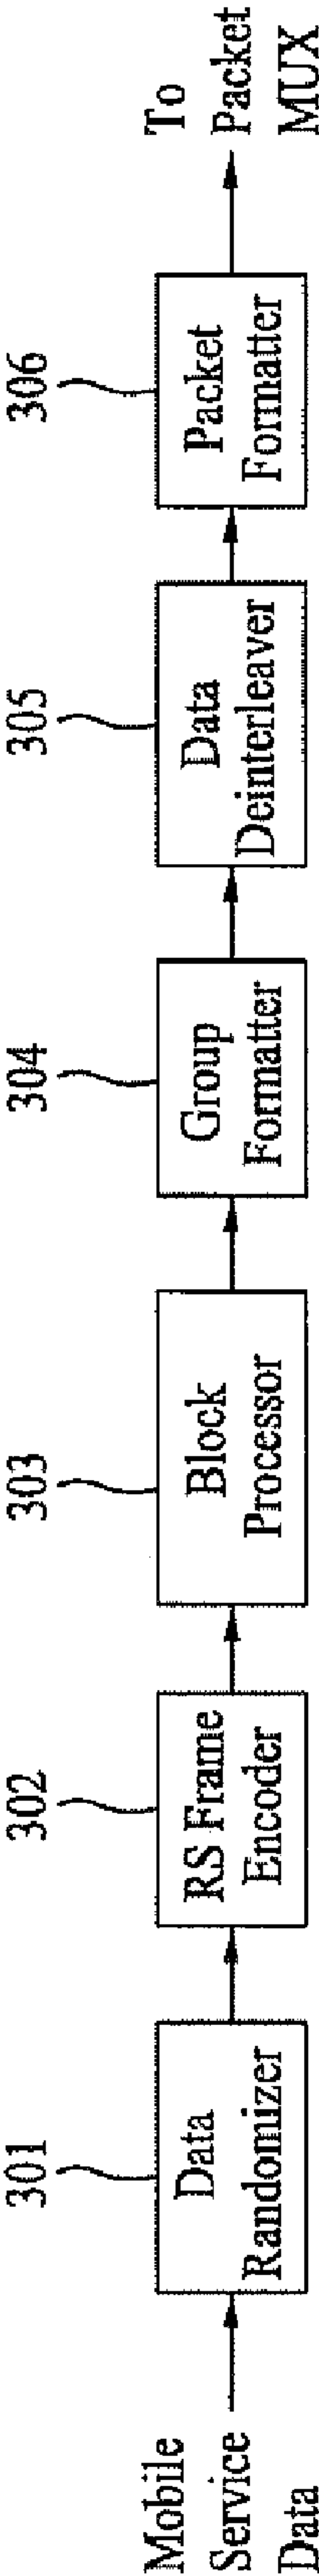 Mobile
Service
Data
301
Data
Randomizer
302
RS Frame
Encoder
303
Block
Processor
304
Group
Formatter
305
Data
Deinterleaver
306
Packet
Formatter
To
Packet
MUX